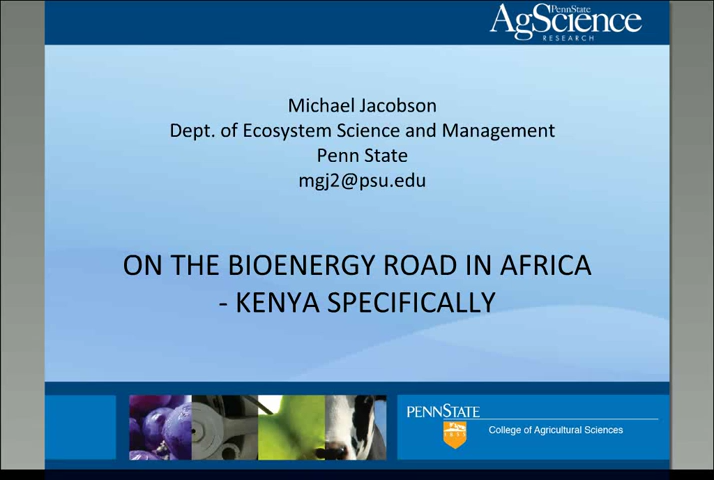 PennState
AgScience
RESEARCH
Michael Jacobson
Dept. of Ecosystem Science and Management
Penn State
mgj2@psu.edu
ON THE BIOENERGY ROAD IN AFRICA
- KENYA SPECIFICALLY
PENNSTATE
College of Agricultural Sciences